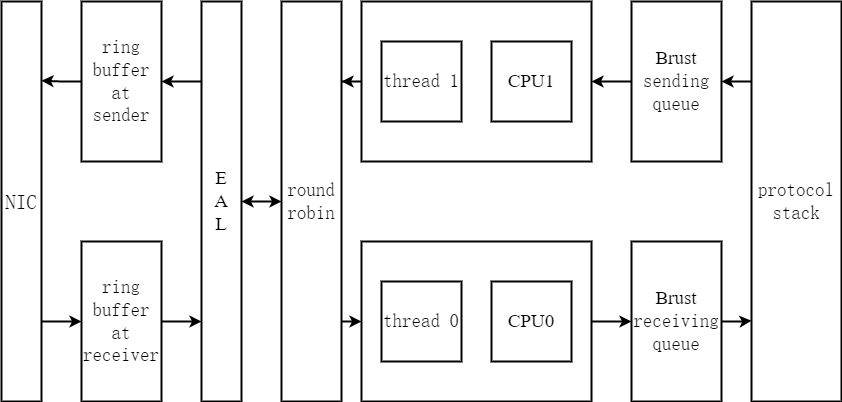 NIC
ring
buffer
at
sender
ring
buffer
at
receiver
E
A
L
round
robin
thread 1
CPU1
thread 0
CPU0
Brust
sending
queue
Brust
receiving
queue
protocol
stack